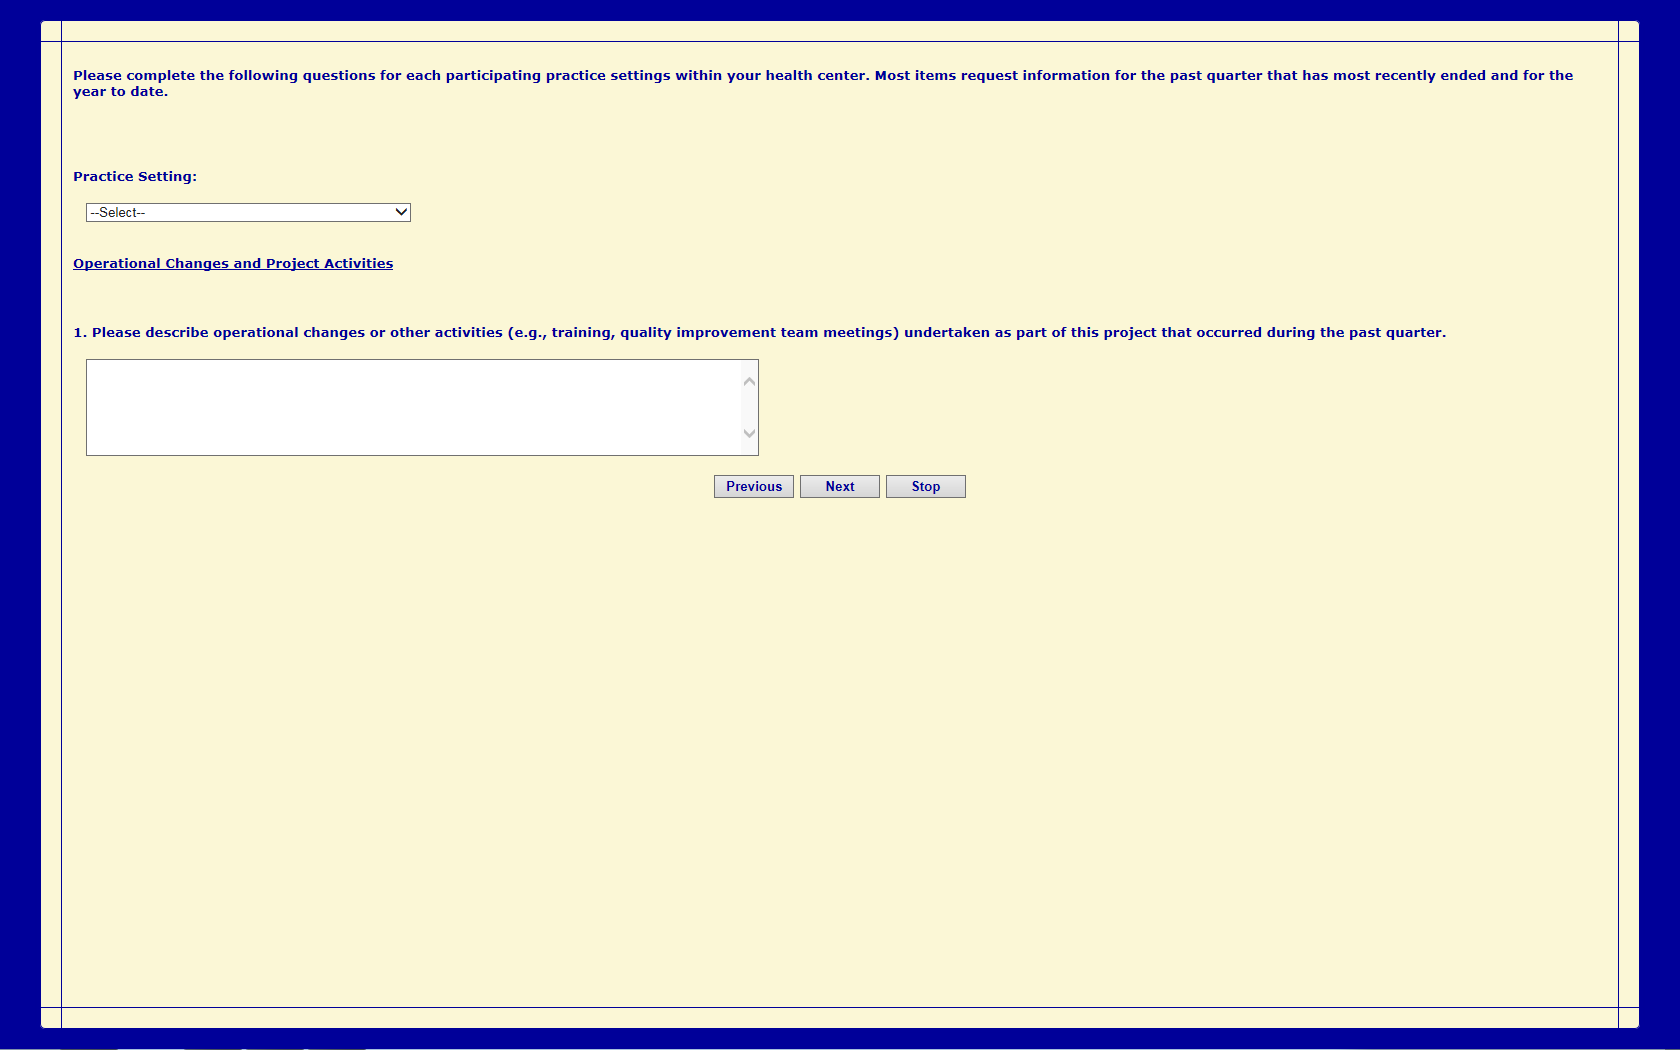 Please complete the following questions for each participating practice settings within your health center. Most items request information for the past quarter that has most recently ended and for the
year to date.
Practice Setting:
--Select--
Operational Changes and Project Activities
1. Please describe operational changes or other activities (e.g., training, quality improvement team meetings) undertaken as part of this project that occurred during the past quarter.
Previous Next Stop